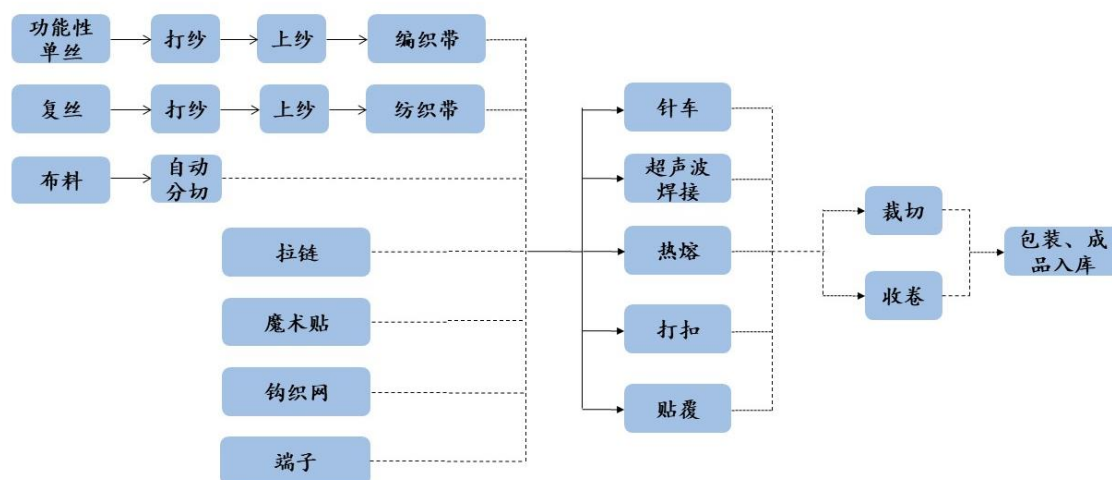 功能性
单丝
打纱
上纱
编织带
复丝
打纱
上纱
纺织带
布料
自动
分切
拉链
魔术贴
钩织网
端子
针车
超声波
焊接
热熔
打扣
贴覆
裁切
收卷
包装、成
品入库